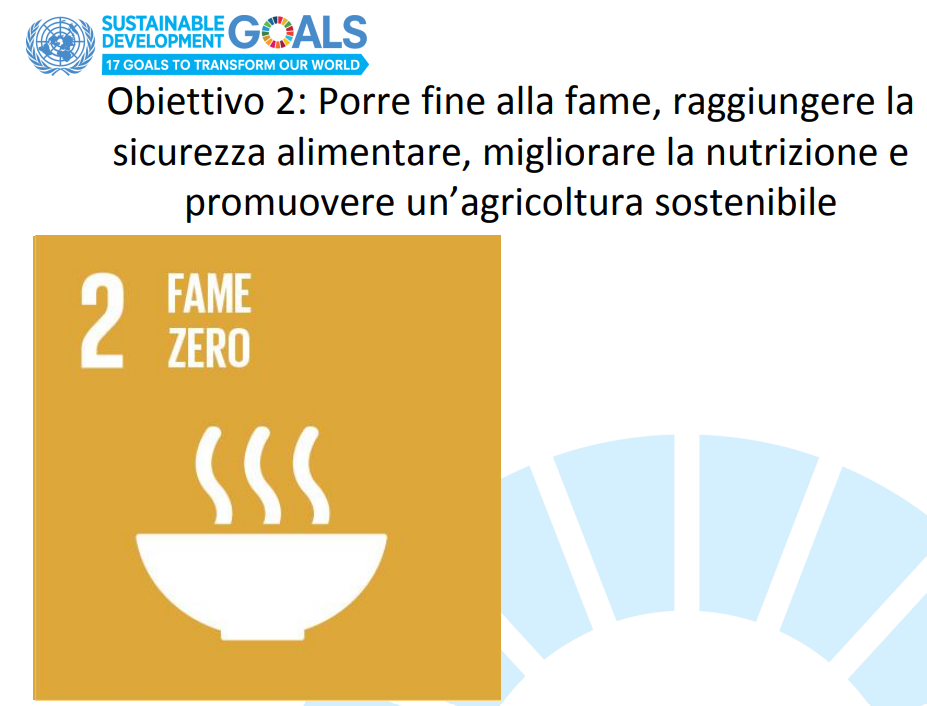 SUSTAINABLE
DEVELOPMENT
GOALS
17 GOALS TO TRANSFORM OUR WORLD
Obiettivo 2: Porre fine alla fame, raggiungere la
sicurezza alimentare, migliorare la nutrizione e
promuovere un’agricoltura sostenibile
2
FAME
ZERO